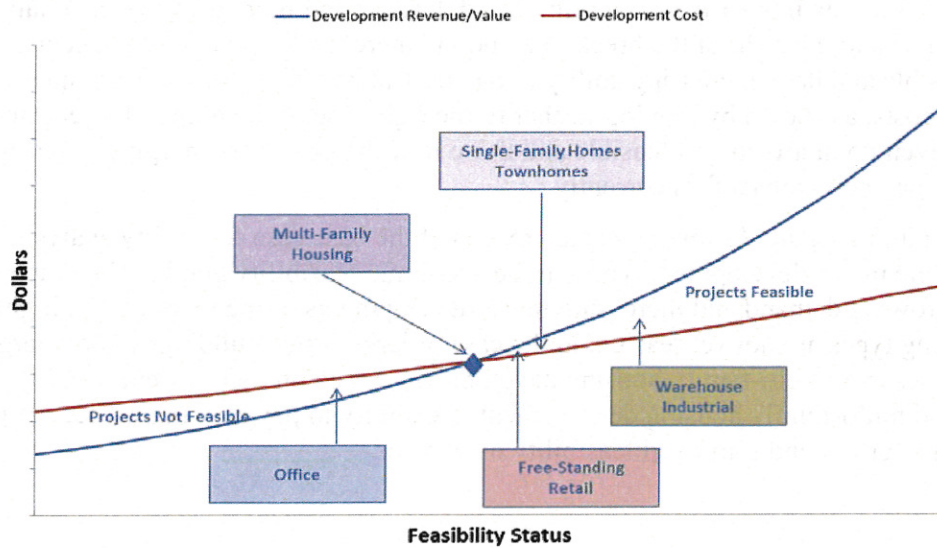 Development Revenue/Value
Development Cost
Single-Family Homes
Townhomes
Multi-Family
Housing
Dollars
Projects Feasible
Projects Not Feasible
Warehouse
Industrial
Office
Free-Standing
Retail
Feasibility Status